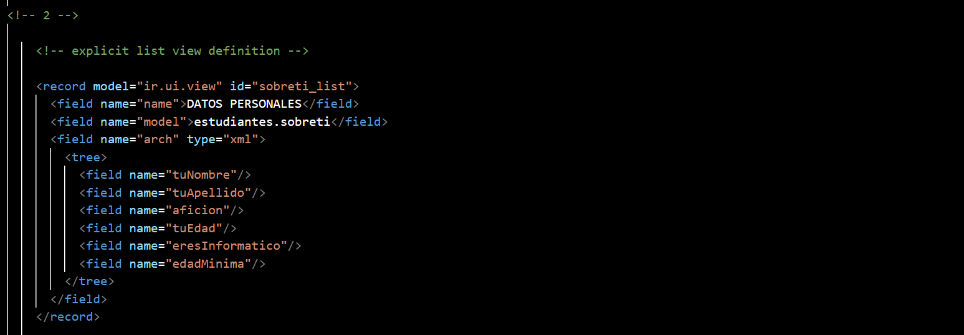 <!-- 2 -->
<!-- explicit list view definition -->
<record model="ir.ui.view" id="sobreti_list">
<field name="name">DATOS PERSONALES</field>
<field name="model">estudiantes.sobreti</field>
<field name="arch" type="xml">
<tree>
<field name="tuNombre"/>
<field name="tuApellido"/>
<field name="aficion"/>
<field name="tuEdad"/>
<field name="eresInformatico"/>
<field name="edadMinima"/>
</tree>
</field>
</record>